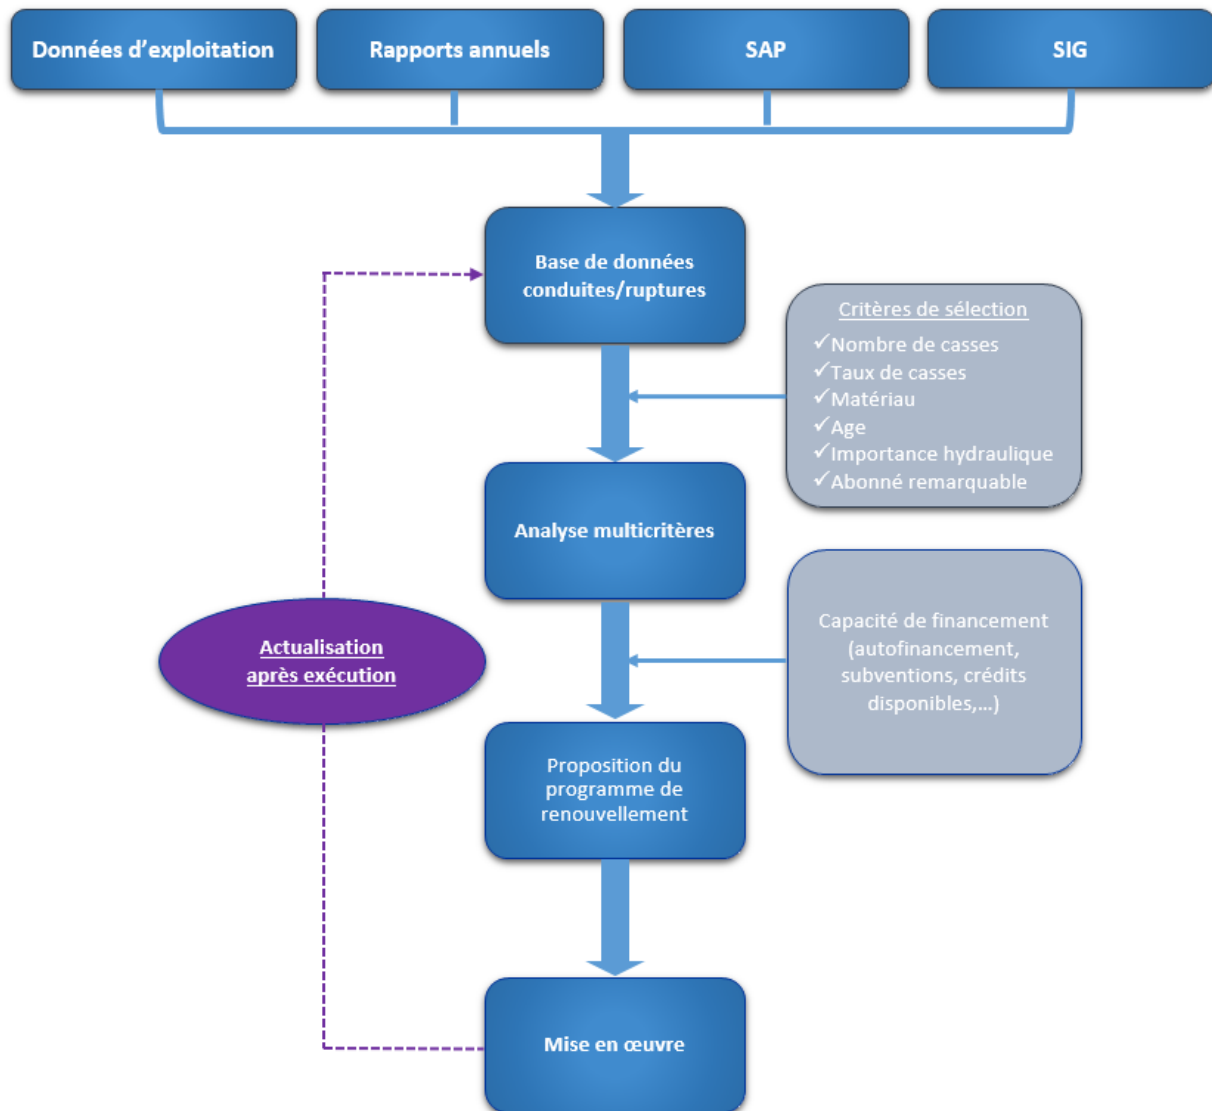 Données d’exploitation
Rapports annuels
SAP
SIG
Base de données
conduites/ruptures
Critères de sélection
✓Nombre de casses
✓Taux de casses
✓Matériau
✓Age
✓Importance hydraulique
✓Abonné remarquable
Analyse multicritères
Capacité de financement
(autofinancement,
subventions, crédits
disponibles,...)
Actualisation
après exécution
Proposition du
programme de
renouvellement
Mise en œuvre